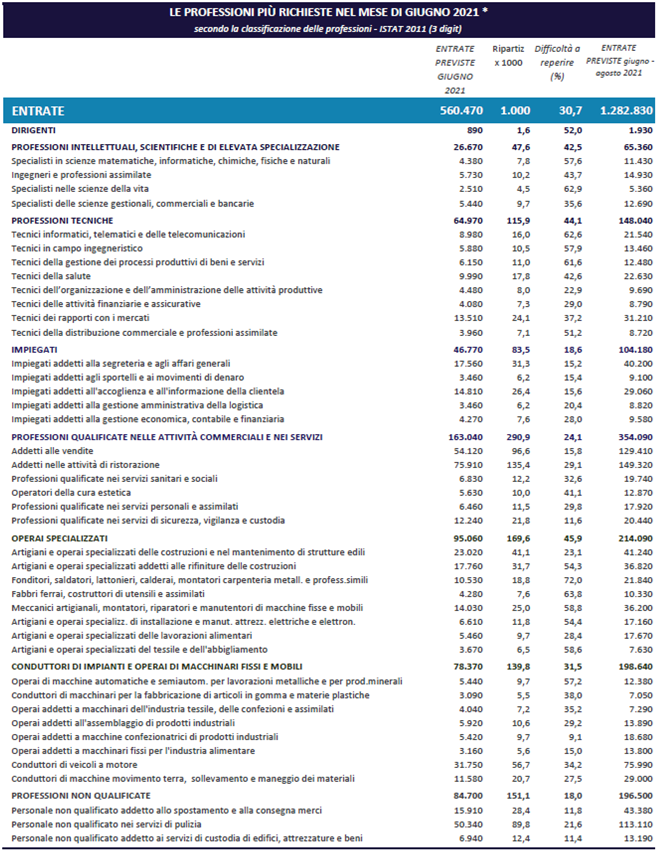 LE PROFESSIONI PIÙ RICHIESTE NEL MESE DI GIUGNO 2021 *
secondo la classificazione delle professioni - ISTAT 2011 (3 digit)
ENTRATE PREVISTE GIUGNO 2021 Ripartiz x 1000 Difficoltà a reperire (%) ENTRATE PREVISTE giugno - agosto 2021
ENTRATE 560.470 1.000 30,7 1.282.830
DIRIGENTI 890 1,6 52,0 1.930
PROFESSIONI INTELLETTUALI, SCIENTIFICHE E DI ELEVATA SPECIALIZZAZIONE 26.670 47,6 42,5 65.360
Specialisti in scienze matematiche, informatiche, chimiche, fisiche e naturali 4.380 7,8 57,6 11.430
Ingegneri e professioni assimilate 5.730 10,2 43,7 14.930
Specialisti nelle scienze della vita 2.510 4,5 62,9 5.360
Specialisti delle scienze gestionali, commerciali e bancarie 5.440 9,7 35,6 12.690
PROFESSIONI TECNICHE 64.970 115,9 44,1 148.040
Tecnici informatici, telematici e delle telecomunicazioni 8.980 16,0 62,6 21.540
Tecnici in campo ingegneristico 5.880 10,5 57,9 13.460
Tecnici della gestione dei processi produttivi di beni e servizi 6.150 11,0 61,6 12.480
Tecnici della salute 9.990 17,8 42,6 22.630
Tecnici dell'organizzazione e dell'amministrazione delle attività produttive 4.480 8,0 22,9 9.690
Tecnici delle attività finanziarie e assicurative 4.080 7,3 29,0 8.790
Tecnici dei rapporti con i mercati 13.510 24,1 37,2 31.210
Tecnici della distribuzione commerciale e professioni assimilate 3.960 7,1 51,2 8.720
IMPIEGATI 46.770 83,5 18,6 104.180
Impiegati addetti alla segreteria e agli affari generali 17.560 31,3 15,2 40.200
Impiegati addetti agli sportelli e ai movimenti di denaro 3.460 6,2 15,4 9.100
Impiegati addetti all'accoglienza e all'informazione della clientela 14.810 26,4 15,6 29.060
Impiegati addetti alla gestione amministrativa della logistica 3.460 6,2 20,4 8.820
Impiegati addetti alla gestione economica, contabile e finanziaria 4.270 7,6 28,0 9.580
PROFESSIONI QUALIFICATE NELLE ATTIVITÀ COMMERCIALI E NEI SERVIZI 163.040 290,9 24,1 354.090
Addetti alle vendite 54.120 96,6 15,8 129.410
Addetti nelle attività di ristorazione 75.910 135,4 29,1 149.320
Professioni qualificate nei servizi sanitari e sociali 6.830 12,2 32,6 19.740
Operatori della cura estetica 5.630 10,0 41,1 12.870
Professioni qualificate nei servizi personali e assimilati 6.460 11,5 29,8 17.920
Professioni qualificate nei servizi di sicurezza, vigilanza e custodia 12.240 21,8 11,6 20.440
OPERAI SPECIALIZZATI 95.060 169,6 45,9 214.090
Artigiani e operai specializzati delle costruzioni e nel mantenimento di strutture edili 23.020 41,1 23,1 41.240
Artigiani e operai specializzati addetti alle rifiniture delle costruzioni 17.760 31,7 54,3 36.820
Fonditori, saldatori, lattonieri, calderai, montatori carpenteria metall. e profess.simili 10.530 18,8 72,0 21.840
Fabbri ferrai, costruttori di utensili e assimilati 4.280 7,6 63,8 10.330
Meccanici artigianali, montatori, riparatori e manutentori di macchine fisse e mobili 14.030 25,0 58,8 36.200
Artigiani e operai specializz. di installazione e manut. attrezz. elettriche e elettron. 6.610 11,8 54,4 17.160
Artigiani e operai specializzati delle lavorazioni alimentari 5.460 9,7 28,4 17.670
Artigiani e operai specializzati del tessile e dell'abbigliamento 3.670 6,5 58,6 7.630
CONDUTTORI DI IMPIANTI E OPERAI DI MACCHINARI FISSI E MOBILI 78.370 139,8 31,5 198.640
Operai di macchine automatiche e semiautom. per lavorazioni metalliche e per prod.minerali 5.440 9,7 57,2 12.380
Conduttori di macchinari per la fabbricazione di articoli in gomma e materie plastiche 3.090 5,5 38,0 7.050
Operai addetti a macchinari dell'industria tessile, delle confezioni e assimilati 4.040 7,2 35,2 7.290
Operai addetti all'assemblaggio di prodotti industriali 5.920 10,6 29,2 13.890
Operai addetti a macchine confezionatrici di prodotti industriali 5.420 9,7 9,1 18.680
Operai addetti a macchinari fissi per l'industria alimentare 3.160 5,6 15,0 13.800
Conduttori di veicoli a motore 31.750 56,7 34,2 75.990
Conduttori di macchine movimento terra, sollevamento e maneggio dei materiali 11.580 20,7 27,5 29.000
PROFESSIONI NON QUALIFICATE 84.700 151,1 18,0 196.500
Personale non qualificato addetto allo spostamento e alla consegna merci 15.910 28,4 11,8 43.380
Personale non qualificato nei servizi di pulizia 50.340 89,8 21,6 113.110
Personale non qualificato addetto ai servizi di custodia di edifici, attrezzature e beni 6.940 12,4 11,4 13.190